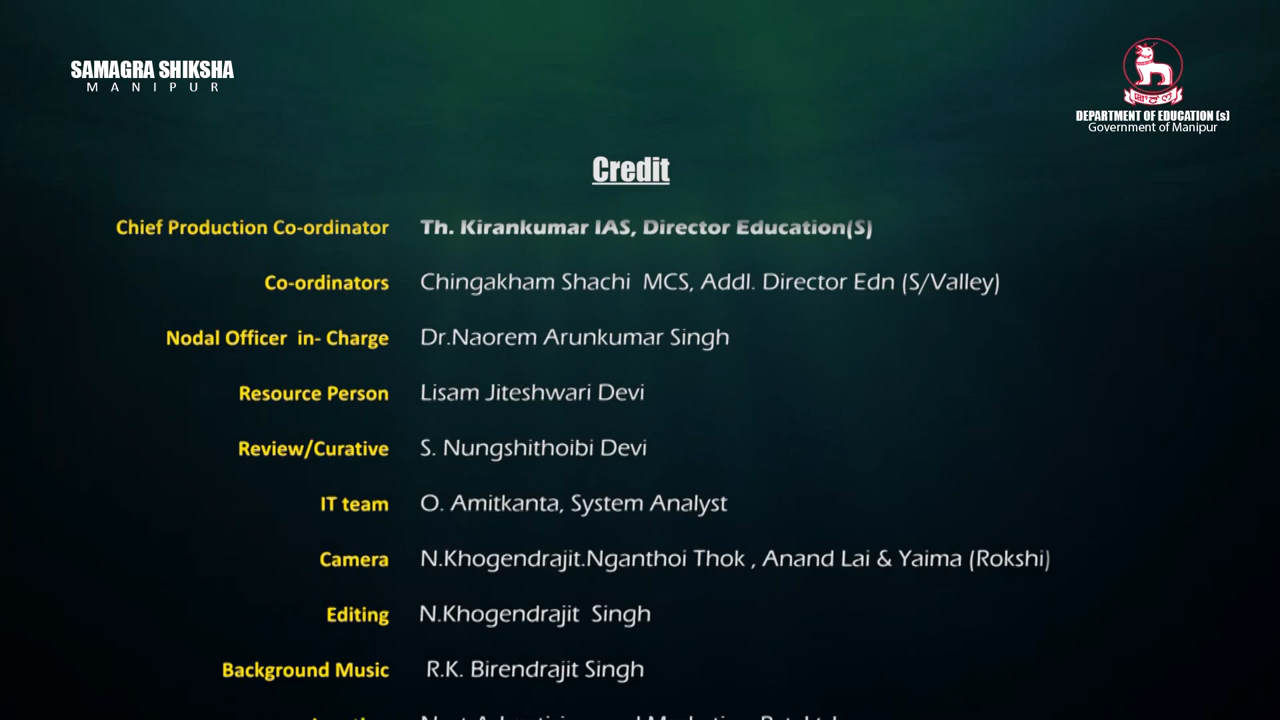 SAMAGRA SHIKSHA
MANIPUR
DEPARTMENT OF EDUCATION (s)
Government of Manipur
Credit
Chief Production Co-ordinator Th. Kirankumar IAS, Director Education(S)
Co-ordinators Chingakham Shachi MCS, Addl. Director Edn (S/Valley)
Nodal Officer in- Charge Dr.Naorem Arunkumar Singh
Resource Person Lisam Jiteshwari Devi
Review/Curative S. Nungshithoibi Devi
IT team O. Amitkanta, System Analyst
Camera N.Khogendrajit.Nganthoi Thok , Anand Lai & Yaima (Rokshi)
Editing N.Khogendrajit Singh
Background Music R.K. Birendrajit Singh